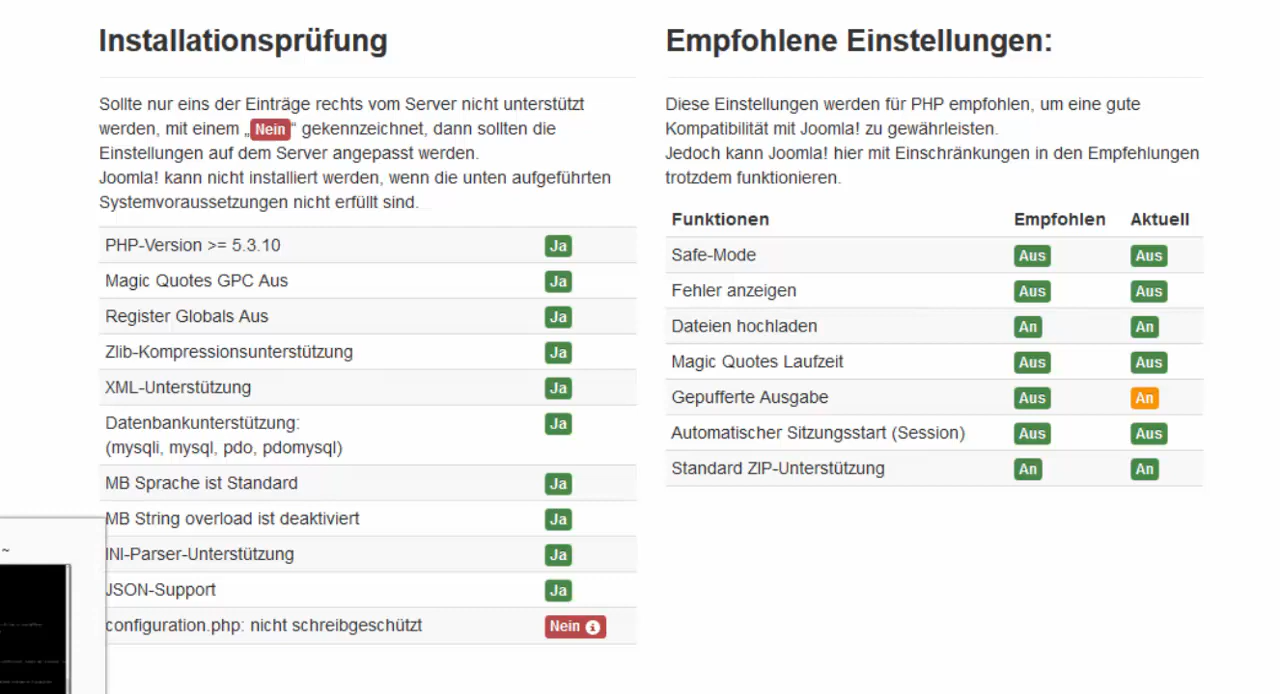 Installationsprüfung
Sollte nur eins der Einträge rechts vom Server nicht unterstützt
werden, mit einem „Nein“ gekennzeichnet, dann sollten die
Einstellungen auf dem Server angepasst werden.
Joomla! kann nicht installiert werden, wenn die unten aufgeführten
Systemvoraussetzungen nicht erfüllt sind.
PHP-Version >= 5.3.10 Ja
Magic Quotes GPC Aus Ja
Register Globals Aus Ja
Zlib-Kompressionsunterstützung Ja
XML-Unterstützung Ja
Datenbankunterstützung: Ja
(mysqli, mysql, pdo, pdomysql)
MB Sprache ist Standard Ja
MB String overload ist deaktiviert Ja
INI-Parser-Unterstützung Ja
JSON-Support Ja
configuration.php: nicht schreibgeschützt Nein
~
Empfohlene Einstellungen:
Diese Einstellungen werden für PHP empfohlen, um eine gute
Kompatibilität mit Joomla! zu gewährleisten.
Jedoch kann Joomla! hier mit Einschränkungen in den Empfehlungen
trotzdem funktionieren.
Funktionen Empfohlen Aktuell
Safe-Mode Aus Aus
Fehler anzeigen Aus Aus
Dateien hochladen An An
Magic Quotes Laufzeit Aus Aus
Gepufferte Ausgabe Aus An
Automatischer Sitzungsstart (Session) Aus Aus
Standard ZIP-Unterstützung An An